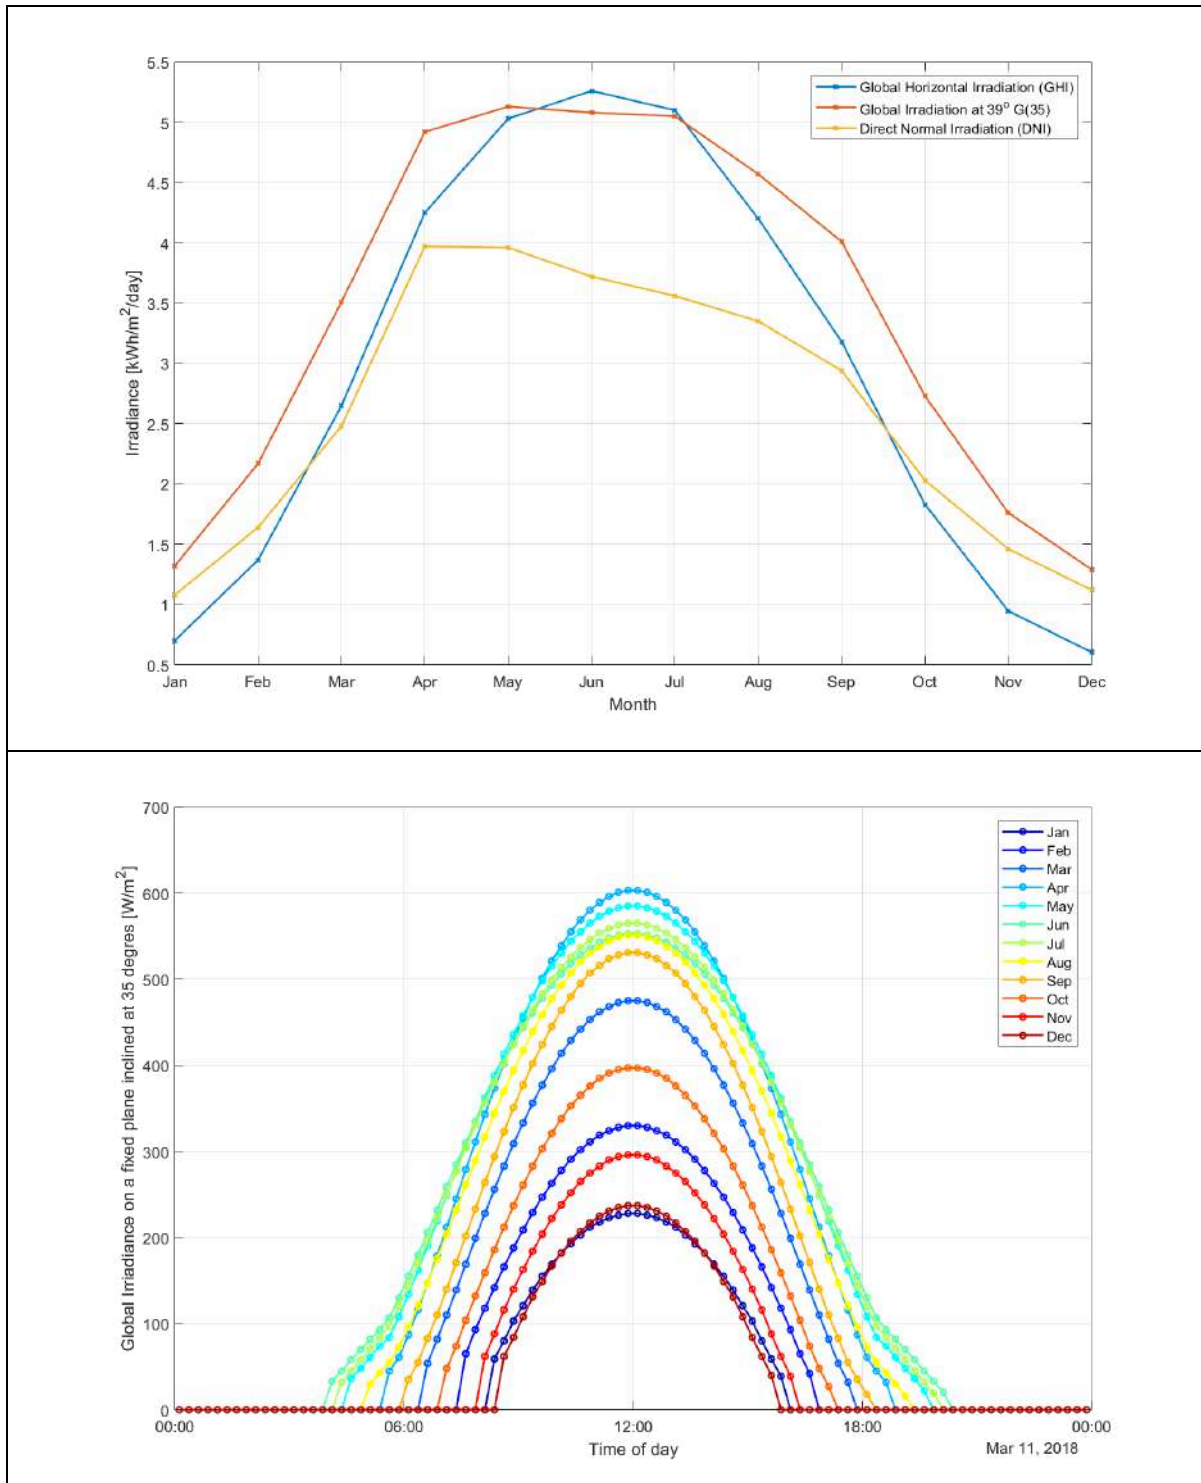 5.5
5
4.5
4
3.5
3
2.5
2
1.5
1
0.5
Irradiance [kWh/m²/day]
Global Horizontal Irradiation (GHI)
Global Irradiation at 39° G(35)
Direct Normal Irradiation (DNI)
Jan Feb Mar Apr May Jun Jul Aug Sep Oct Nov Dec
Month
700
600
500
400
300
200
100
0
Global Irriadiance on a fixed plane inclined at 35 degres [W/m²]
Jan
Feb
Mar
Apr
May
Jun
Jul
Aug
Sep
Oct
Nov
Dec
00:00 06:00 12:00 18:00 00:00
Time of day
Mar 11, 2018